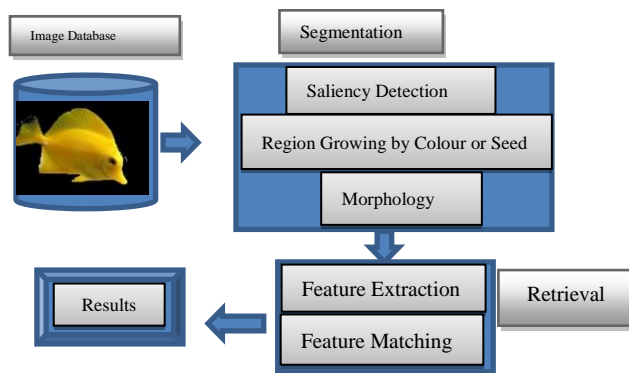 Image Database
Segmentation
Saliency Detection
Region Growing by Colour or Seed
Morphology
Feature Extraction
Retrieval
Results
Feature Matching